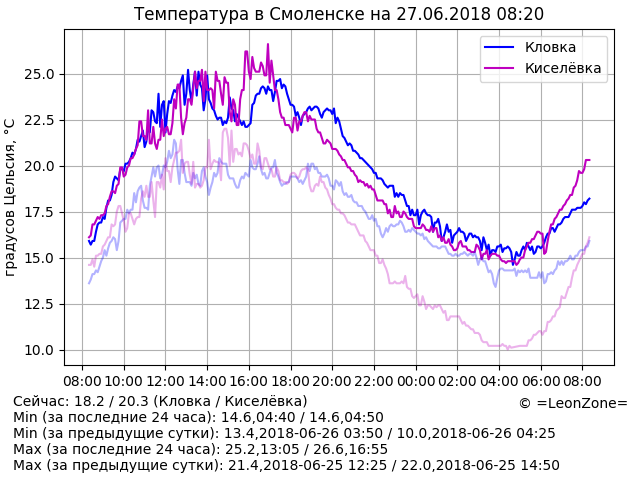 Температура в Смоленске на 27.06.2018 08:20
градусов Цельсия, °C
Кловка
Киселёвка
25.0
22.5
20.0
17.5
15.0
12.5
10.0
08:00 10:00 12:00 14:00 16:00 18:00 20:00 22:00 00:00 02:00 04:00 06:00 08:00
Сейчас: 18.2 / 20.3 (Кловка / Киселёвка)
© =LeonZone=
Min (за последние 24 часа): 14.6,04:40 / 14.6,04:50
Min (за предыдущие сутки): 13.4,2018-06-26 03:50 / 10.0,2018-06-26 04:25
Max (за последние 24 часа): 25.2,13:05 / 26.6,16:55
Max (за предыдущие сутки): 21.4,2018-06-25 12:25 / 22.0,2018-06-25 14:50